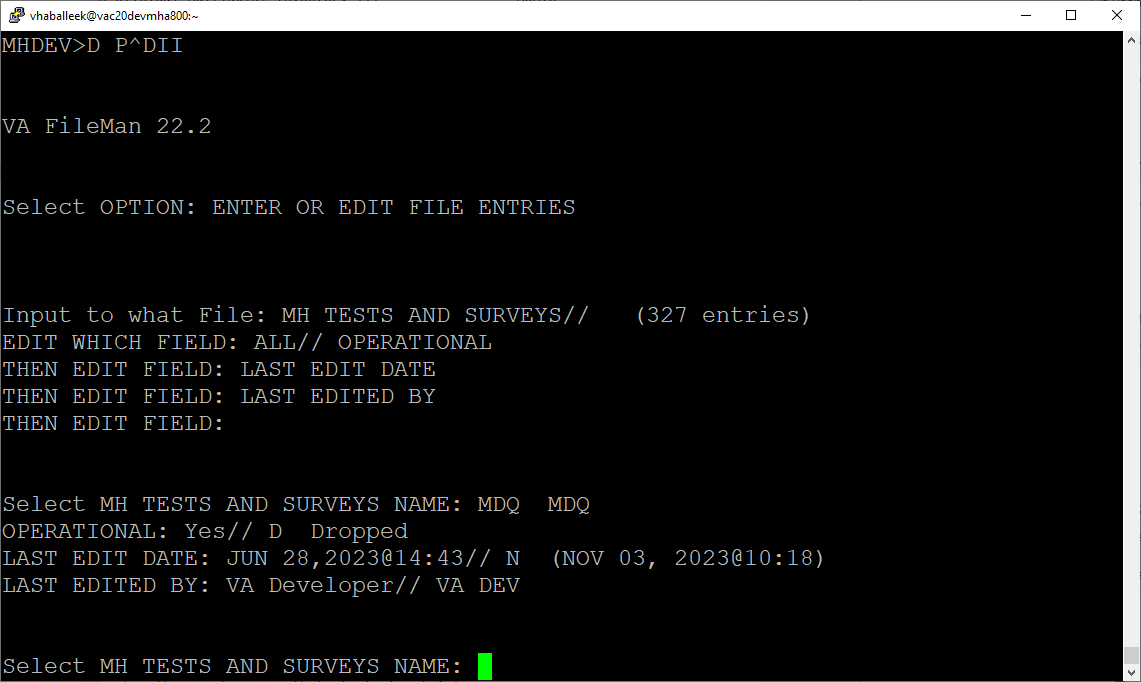 vhaballeek@vac20devmha800:~
MHDEV>D P^DII
VA FileMan 22.2
Select OPTION: ENTER OR EDIT FILE ENTRIES
Input to what File: MH TESTS AND SURVEYS//   (327 entries)
EDIT WHICH FIELD: ALL// OPERATIONAL
THEN EDIT FIELD: LAST EDIT DATE
THEN EDIT FIELD: LAST EDITED BY
THEN EDIT FIELD:
Select MH TESTS AND SURVEYS NAME: MDQ  MDQ
OPERATIONAL: Yes// D  Dropped
LAST EDIT DATE: JUN 28,2023@14:43// N  (NOV 03, 2023@10:18)
LAST EDITED BY: VA Developer// VA DEV
Select MH TESTS AND SURVEYS NAME: